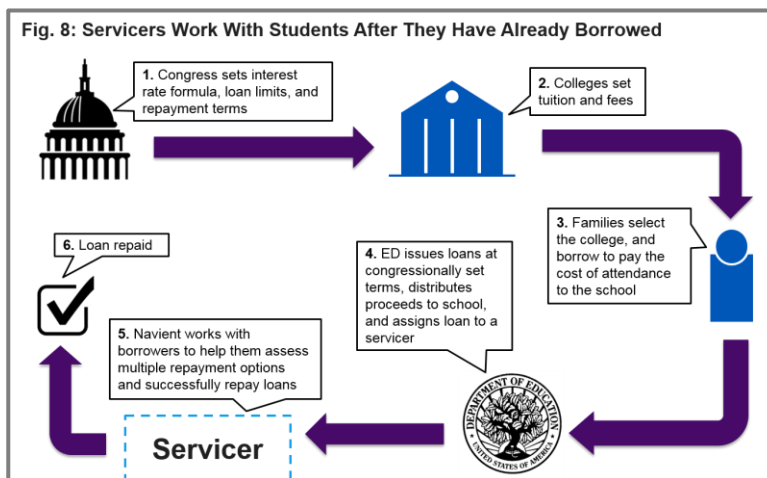 Fig. 8: Servicers Work With Students After They Have Already Borrowed
1. Congress sets interest
rate formula, loan limits, and
repayment terms
2. Colleges set
tuition and fees
3. Families select
the college, and
borrow to pay the
cost of attendance
to the school
4. ED issues loans at
congressionally set
terms, distributes
proceeds to school,
and assigns loan to a
servicer
DEPARTMENT OF EDUCATION
UNITED STATES OF AMERICA
5. Navient works with
borrowers to help them assess
multiple repayment options
and successfully repay loans
Servicer
6. Loan repaid